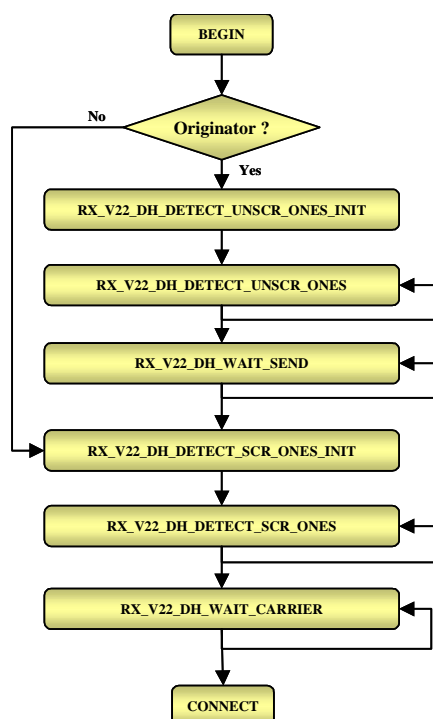 BEGIN
Originator ?
No
Yes
RX_V22_DH_DETECT_UNSCR_ONES_INIT
RX_V22_DH_DETECT_UNSCR_ONES
RX_V22_DH_WAIT_SEND
RX_V22_DH_DETECT_SCR_ONES_INIT
RX_V22_DH_DETECT_SCR_ONES
RX_V22_DH_WAIT_CARRIER
CONNECT